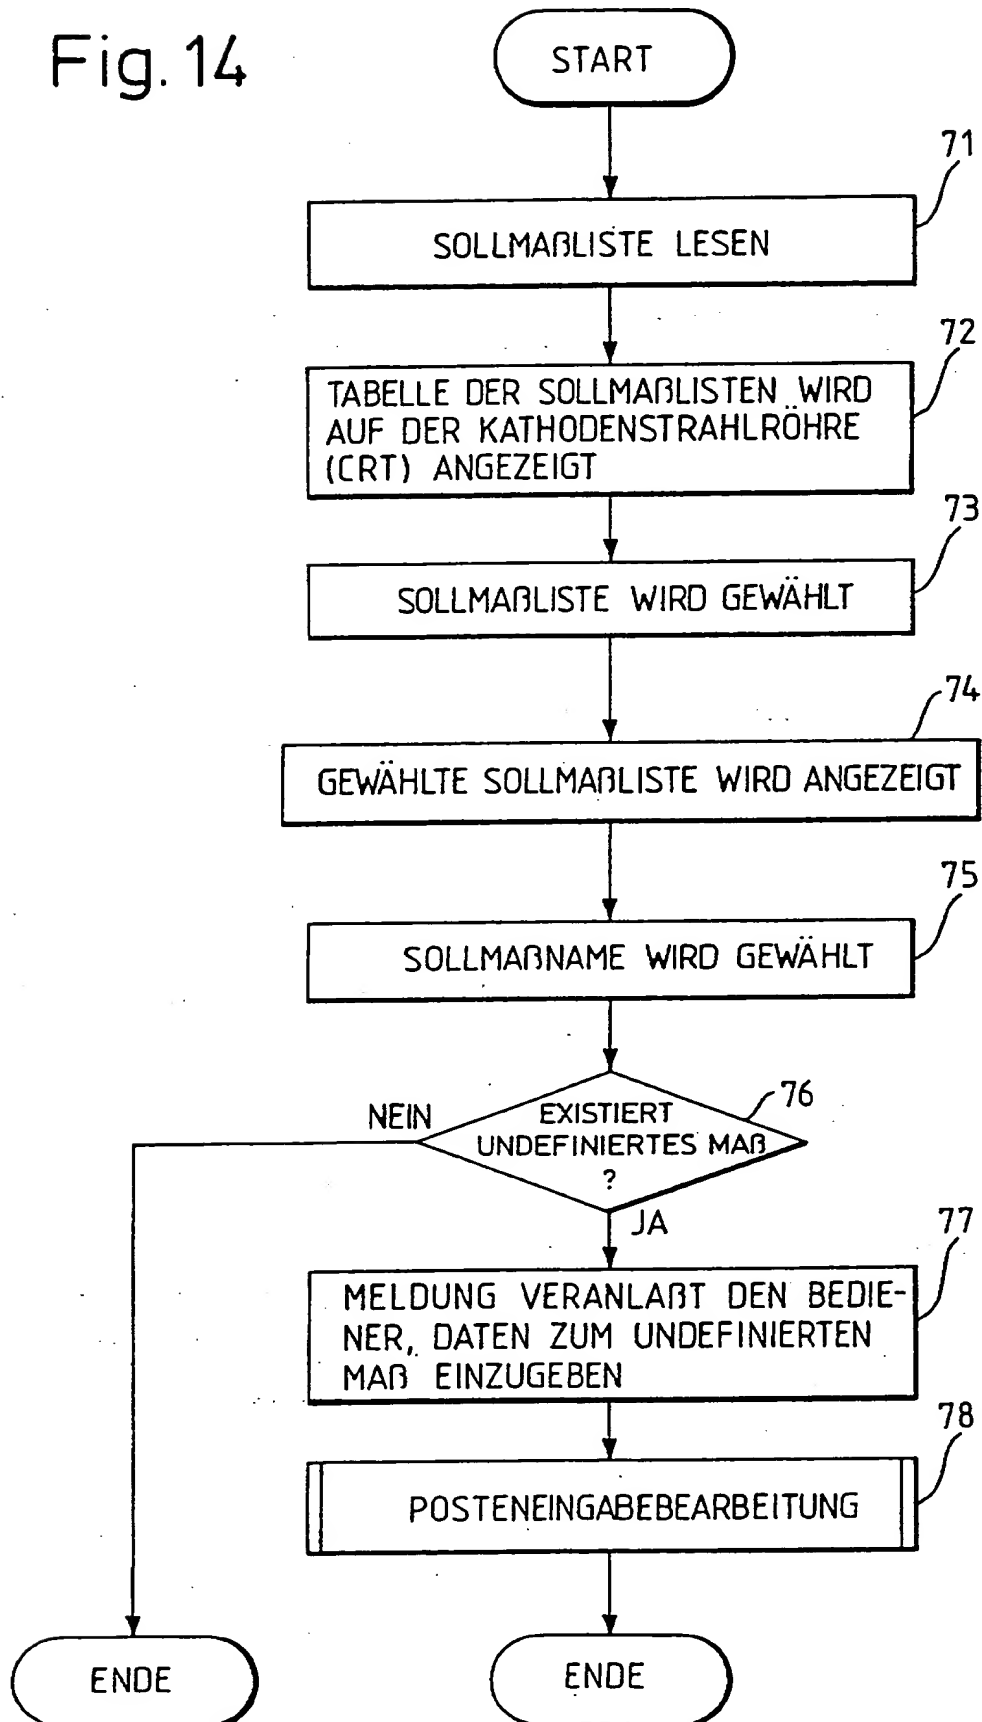 Fig. 14
START
71
SOLLMAßLISTE LESEN
72
TABELLE DER SOLLMAßLISTEN WIRD
AUF DER KATHODENSTRAHLRÖHRE
(CRT) ANGEZEIGT
73
SOLLMAßLISTE WIRD GEWÄHLT
74
GEWÄHLTE SOLLMAßLISTE WIRD ANGEZEIGT
75
SOLLMAßNAME WIRD GEWÄHLT
76
NEIN
EXISTIERT
UNDEFINIERTES MAß
?
JA
77
MELDUNG VERANLAßT DEN BEDIE-
NER, DATEN ZUM UNDEFINIERTEN
MAß EINZUGEBEN
78
POSTENEINGABEBEARBEITUNG
ENDE
ENDE